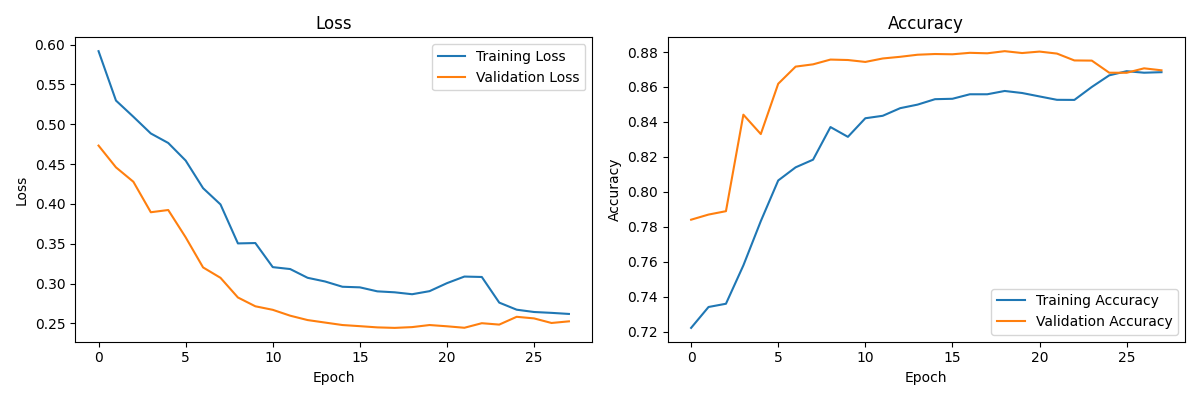 Loss
0.60
0.55
0.50
0.45
0.40
0.35
0.30
0.25
Loss
Training Loss
Validation Loss
0 5 10 15 20 25
Epoch
Accuracy
0.88
0.86
0.84
0.82
0.80
0.78
0.76
0.74
0.72
Accuracy
Training Accuracy
Validation Accuracy
0 5 10 15 20 25
Epoch